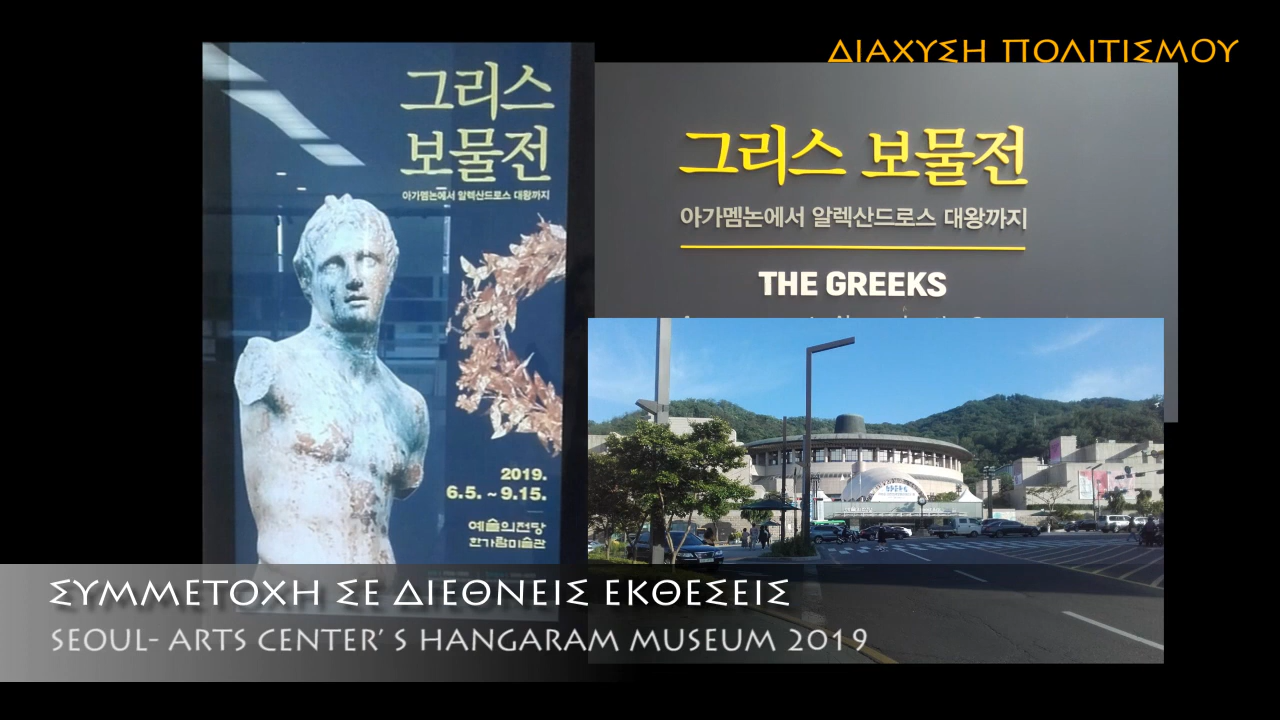 ΔΙΑΧΥΣΗ ΠΟΛΙΤΙΣΜΟΥ
그리스
보물전
아가멤논에서 알렉산드로스 대왕까지
2019.
6.5. ~ 9.15.
예술의전당
한가람미술관
그리스 보물전
아가멤논에서 알렉산드로스 대왕까지
THE GREEKS
ΣΥΜΜΕΤΟΧΗ ΣΕ ΔΙΕΘΝΕΙΣ ΕΚΘΕΣΕΙΣ
SEOUL- ARTS CENTER’ S HANGARAM MUSEUM 2019